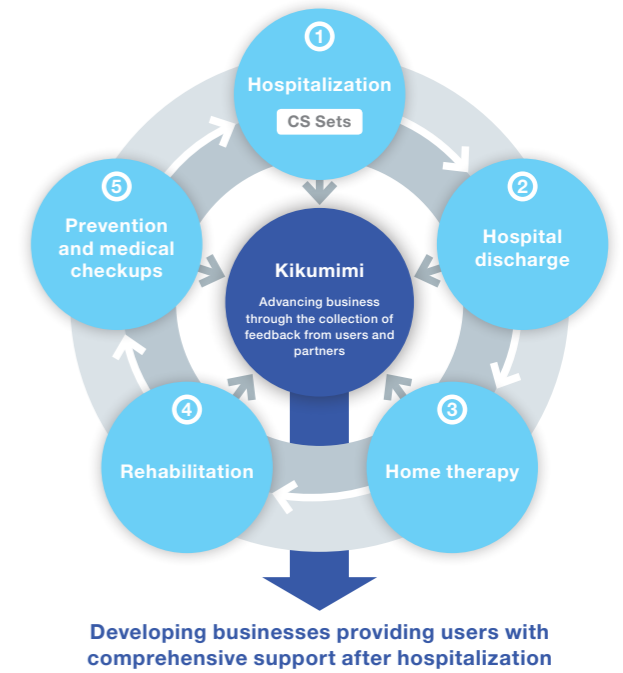 1
Hospitalization
CS Sets
2
Hospital
discharge
3
Home therapy
4
Rehabilitation
5
Prevention
and medical
checkups
Kikumimi
Advancing business
through the collection of
feedback from users and
partners
Developing businesses providing users with
comprehensive support after hospitalization